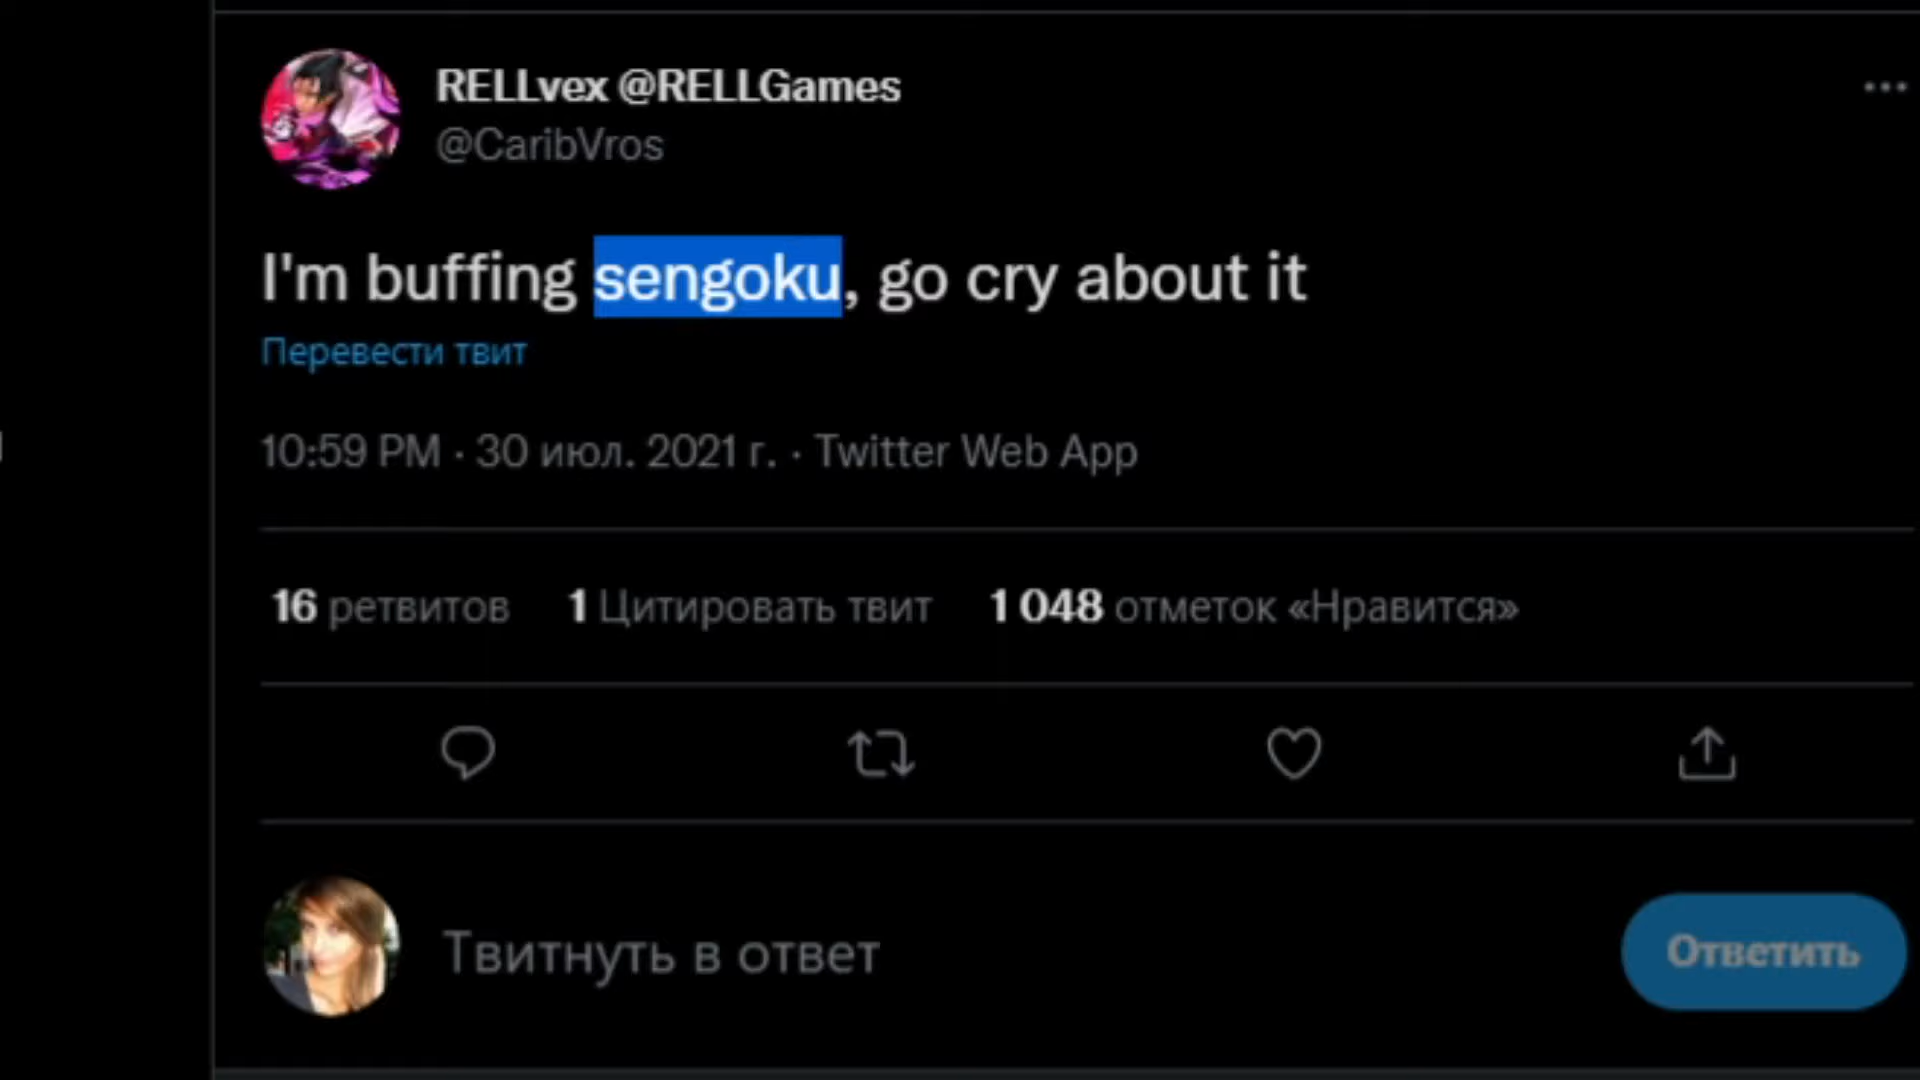 RELLvex @RELLGames
@CaribVros
I'm buffing sengoku, go cry about it
Перевести твит
10:59 PM · 30 июл. 2021 г. · Twitter Web App
16 ретвитов 1 Цитировать твит 1 048 отметок «Нравится»
Твитнуть в ответ
Ответить